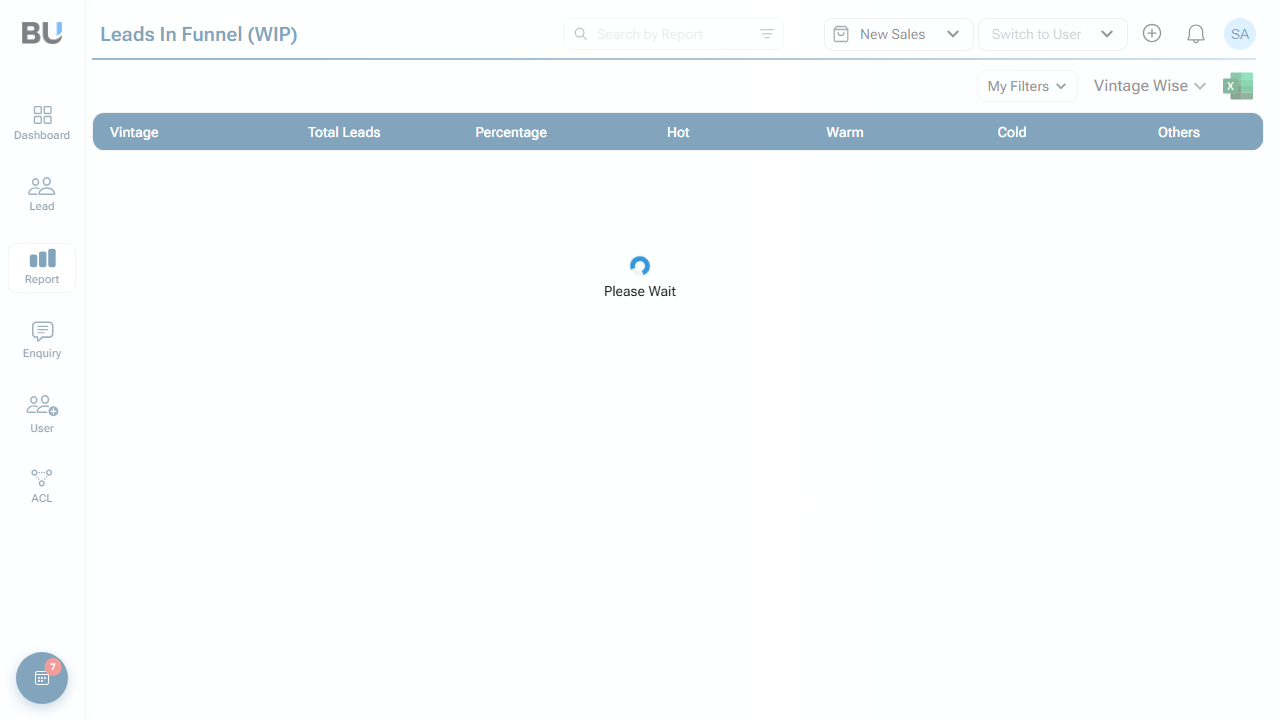 BU
Leads In Funnel (WIP)
Search by Report
New Sales
Switch to User
SA
My Filters
Vintage Wise
X
Dashboard
Lead
Report
Enquiry
User
ACL
7
Vintage Total Leads Percentage Hot Warm Cold Others
Please Wait